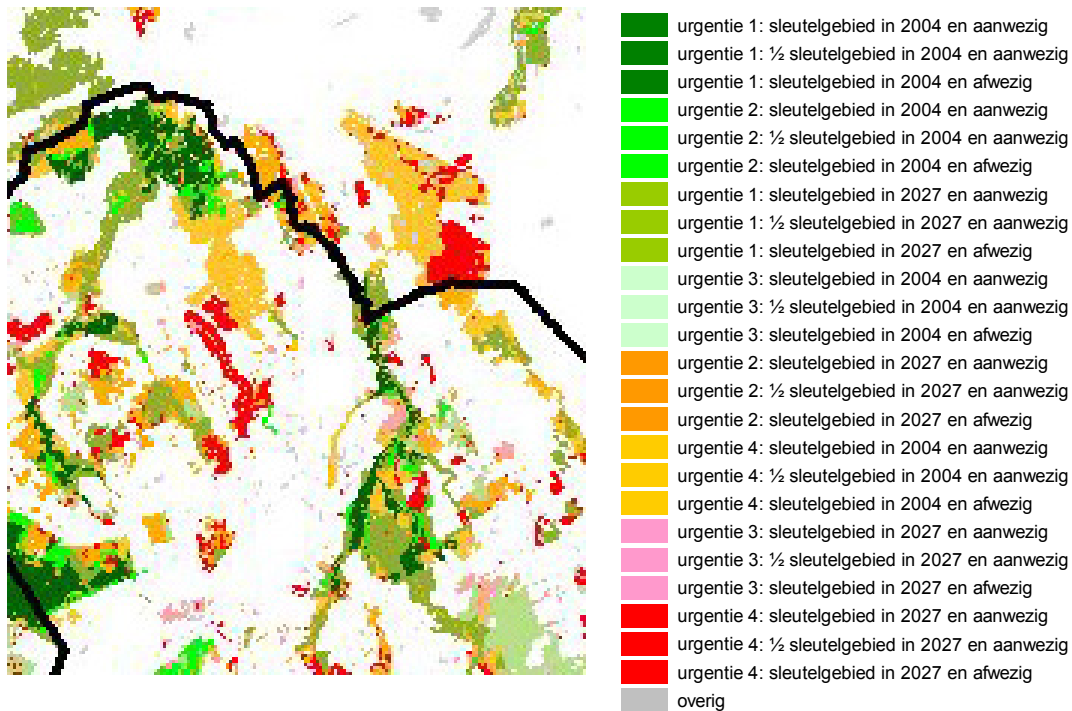 urgentie 1: sleutelgebied in 2004 en aanwezig
urgentie 1: ½ sleutelgebied in 2004 en aanwezig
urgentie 1: sleutelgebied in 2004 en afwezig
urgentie 2: sleutelgebied in 2004 en aanwezig
urgentie 2: ½ sleutelgebied in 2004 en aanwezig
urgentie 2: sleutelgebied in 2004 en afwezig
urgentie 1: sleutelgebied in 2027 en aanwezig
urgentie 1: ½ sleutelgebied in 2027 en aanwezig
urgentie 1: sleutelgebied in 2027 en afwezig
urgentie 3: sleutelgebied in 2004 en aanwezig
urgentie 3: ½ sleutelgebied in 2004 en aanwezig
urgentie 3: sleutelgebied in 2004 en afwezig
urgentie 2: sleutelgebied in 2027 en aanwezig
urgentie 2: ½ sleutelgebied in 2027 en aanwezig
urgentie 2: sleutelgebied in 2027 en afwezig
urgentie 4: sleutelgebied in 2004 en aanwezig
urgentie 4: ½ sleutelgebied in 2004 en aanwezig
urgentie 4: sleutelgebied in 2004 en afwezig
urgentie 3: sleutelgebied in 2027 en aanwezig
urgentie 3: ½ sleutelgebied in 2027 en aanwezig
urgentie 3: sleutelgebied in 2027 en afwezig
urgentie 4: sleutelgebied in 2027 en aanwezig
urgentie 4: ½ sleutelgebied in 2027 en aanwezig
urgentie 4: sleutelgebied in 2027 en afwezig
overig